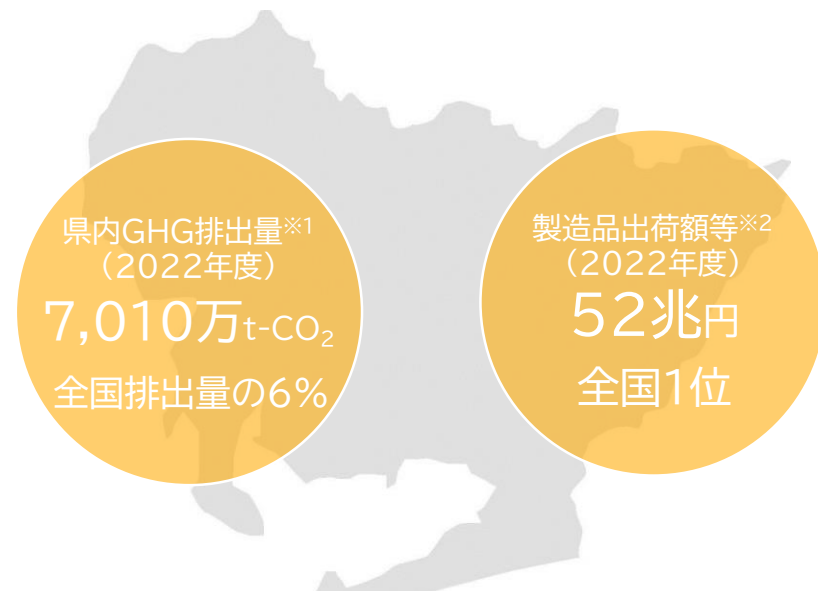 県内GHG排出量※1
（2022年度）
7,010万t-CO2
全国排出量の6%
製造品出荷額等※2
（2022年度）
52兆円
全国1位